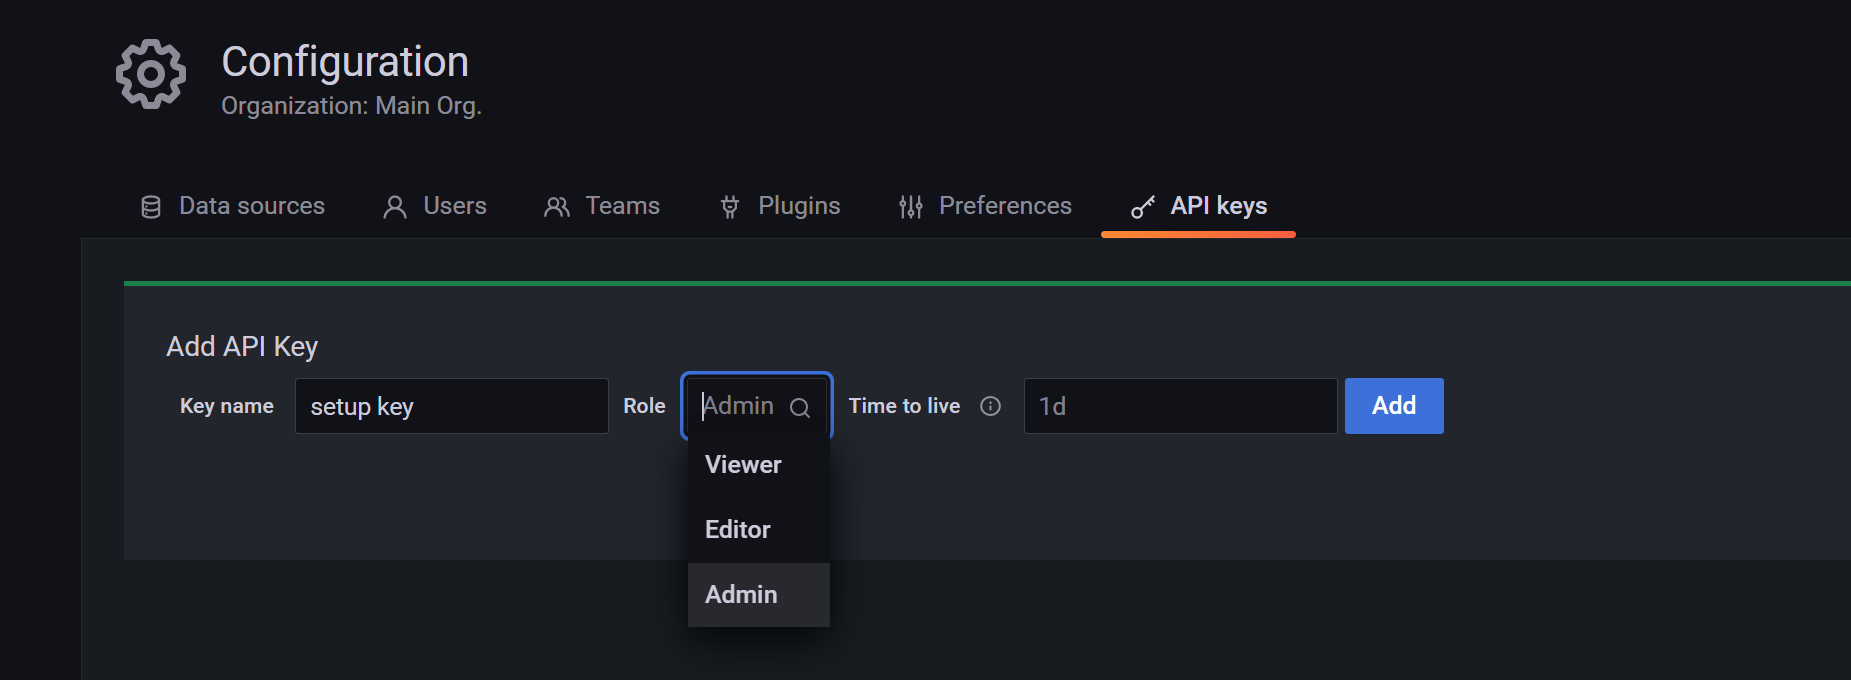 Configuration
Organization: Main Org.
Data sources Users Teams Plugins Preferences API keys
Add API Key
Key name setup key Role Admin Time to live 1d Add
Viewer
Editor
Admin